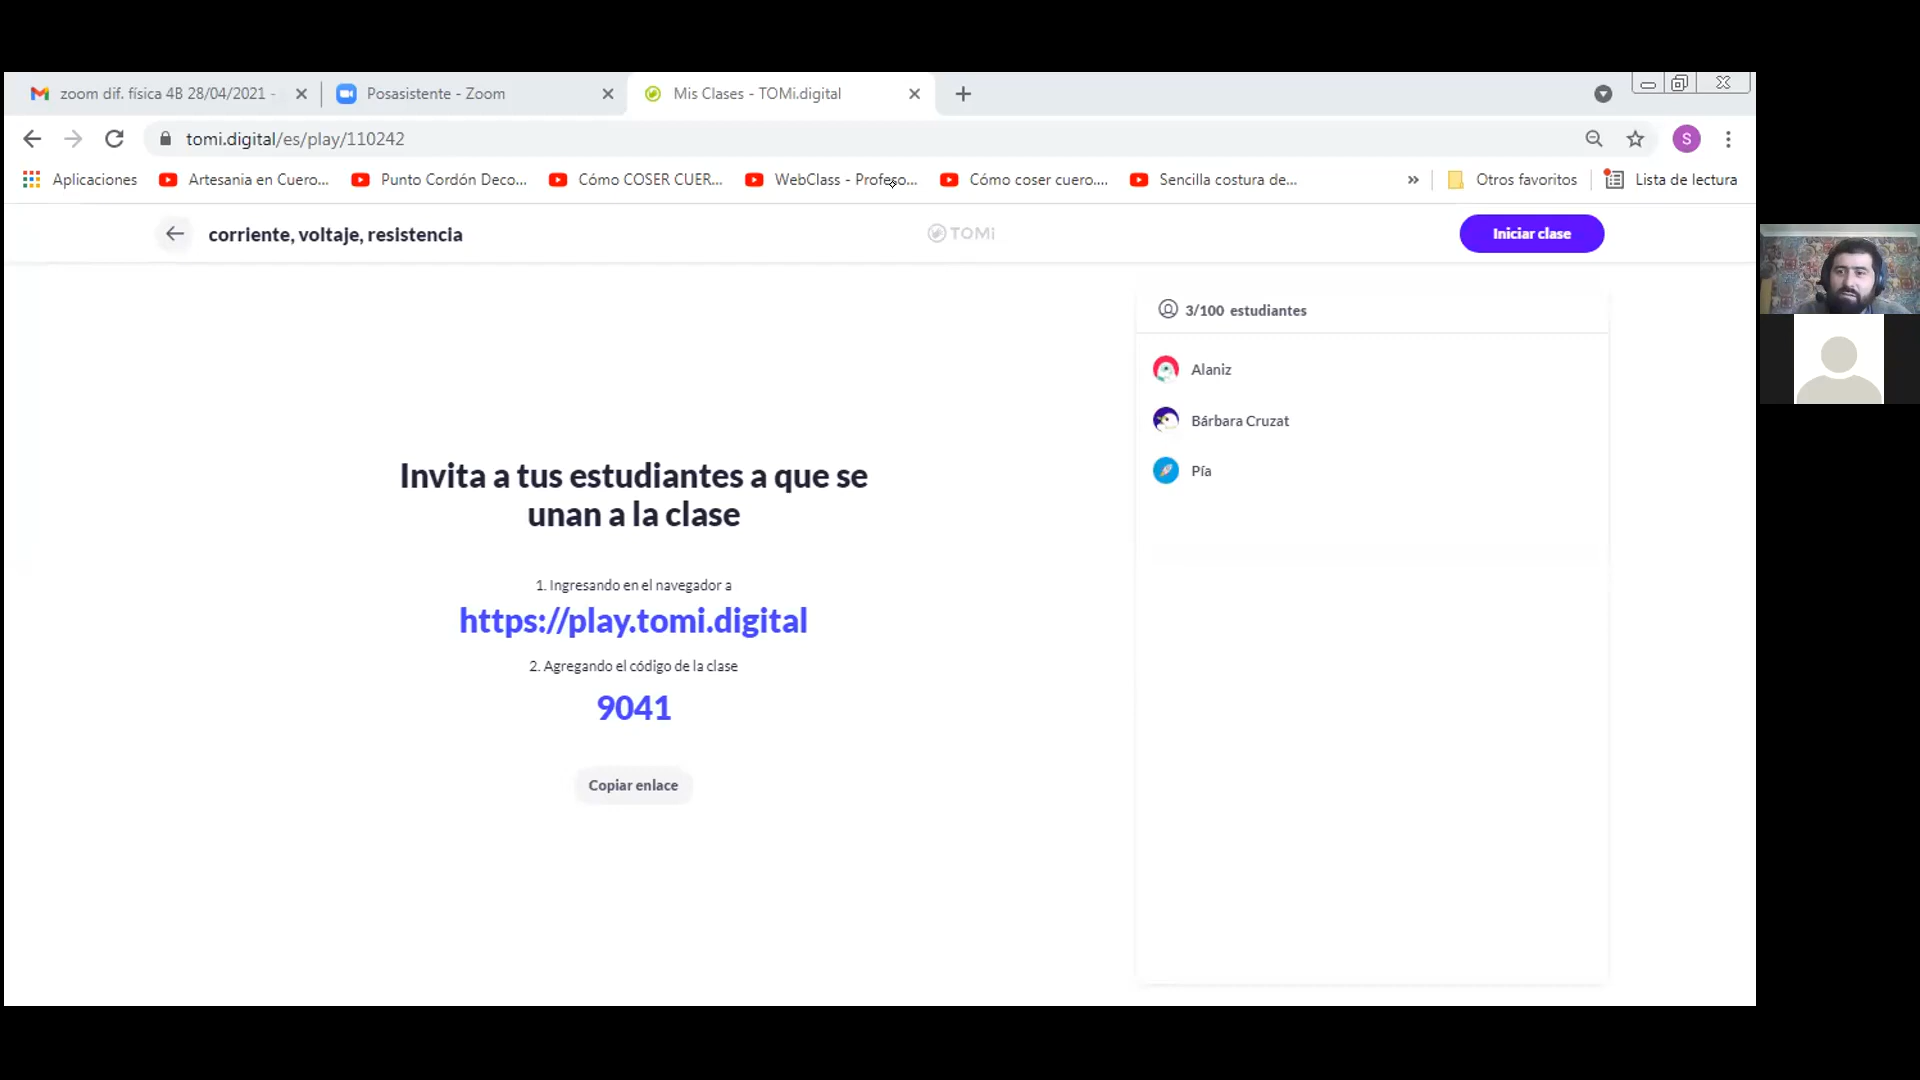 zoom dif. física 4B 28/04/2021 -
Posasistente - Zoom
Mis Clases - TOMi.digital
tomi.digital/es/play/110242
S
Aplicaciones
Artesania en Cuero...
Punto Cordón Deco...
Cómo COSER CUER...
WebClass - Profeso...
Cómo coser cuero....
Sencilla costura de...
»
Otros favoritos
Lista de lectura
corriente, voltaje, resistencia
TOMi
Iniciar clase
3/100 estudiantes
Alaniz
Bárbara Cruzat
Pía
Invita a tus estudiantes a que se
unan a la clase
1. Ingresando en el navegador a
https://play.tomi.digital
2. Agregando el código de la clase
9041
Copiar enlace